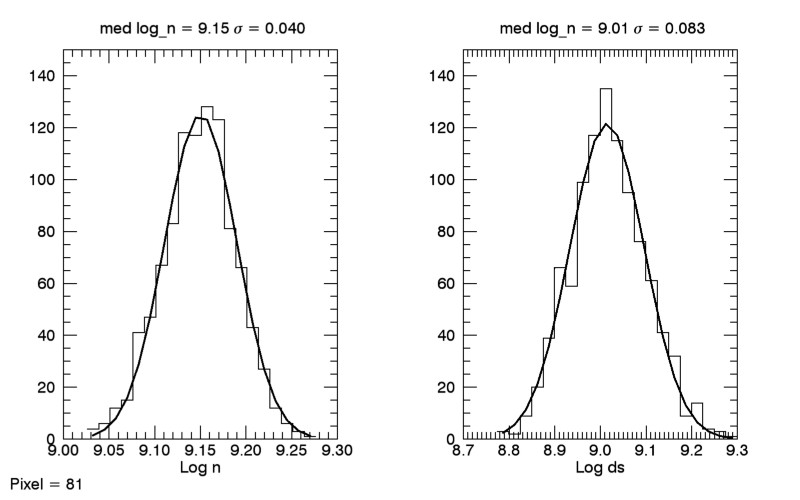 med log_n = 9.15 σ = 0.040
140
120
100
80
60
40
20
0
9.00 9.05 9.10 9.15 9.20 9.25 9.30
Log n
med log_n = 9.01 σ = 0.083
140
120
100
80
60
40
20
0
8.7 8.8 8.9 9.0 9.1 9.2 9.3
Log ds
Pixel = 81